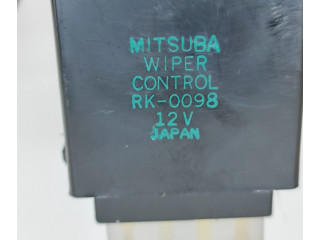 MITSUBA
WIPER
CONTROL
RK-0098
12V
JAPAN